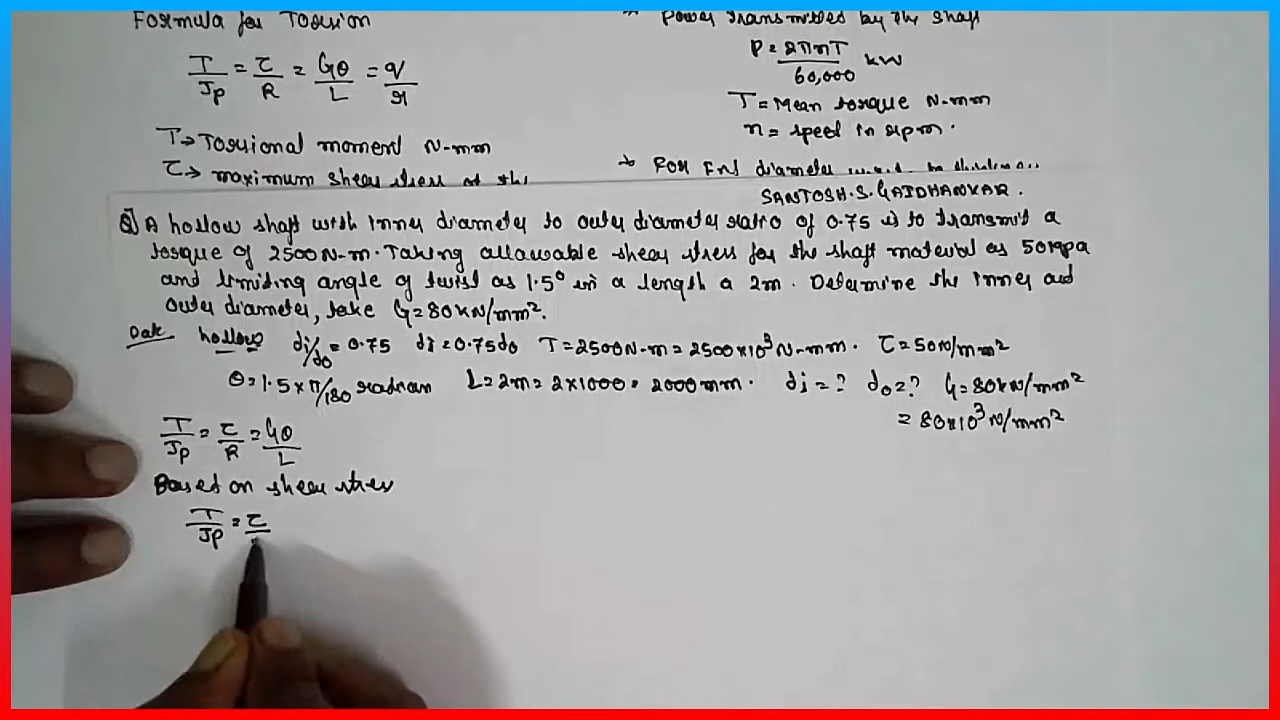 Formula for Torsion
T/Jp = τ/R = Gθ/L = q/r
T → Torsional moment N-mm
τ → maximum shear stress at the
Power transmitted by the shaft
P = 2πnT/60,000 kW
T = Mean torque N-mm
n = speed in rpm.
→ For Find diameter
SANTOSH.S.GAIDHANKAR.
Q] A hollow shaft with inner diameter to outer diameter ratio of 0.75 is to transmit a
torque of 2500 N-m. Taking allowable shear stress for the shaft material as 50 Mpa
and limiting angle of twist as 1.5° in a length a 2m. Determine the inner and
outer diameter, take G = 80 kN/mm².
Data hollow di/do = 0.75 di = 0.75do T = 2500 N-m = 2500×10³ N-mm. τ = 50 N/mm²
θ = 1.5 × π/180 radian L = 2m = 2×1000 = 2000 mm. di = ? do = ? G = 80 kN/mm²
= 80×10³ N/mm²
T/Jp = τ/R = Gθ/L
Based on shear stress
T/Jp = τ/